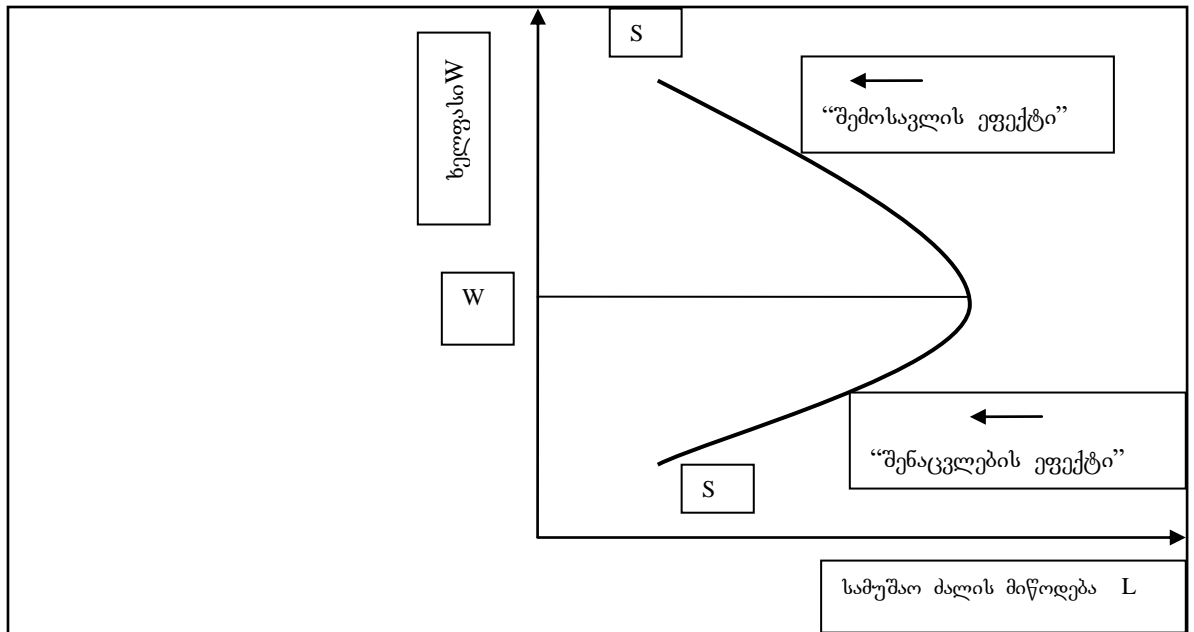 S
ხელფასიW
“შემოსავლის ეფექტი”
W
“შენაცვლების ეფექტი”
S
სამუშაო ძალის მიწოდება L